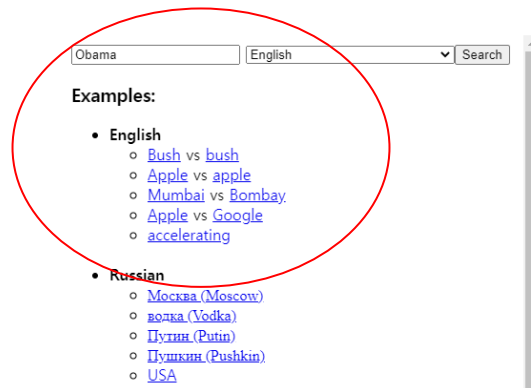 Obama English Search
Examples:
English
Bush vs bush
Apple vs apple
Mumbai vs Bombay
Apple vs Google
accelerating
Russian
Москва (Moscow)
водка (Vodka)
Путин (Putin)
Пушкин (Pushkin)
USA